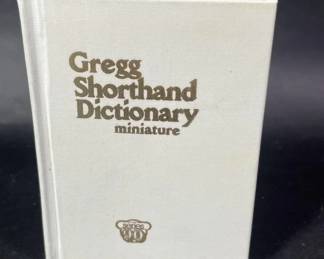 Gregg
Shorthand
Dictionary
miniature